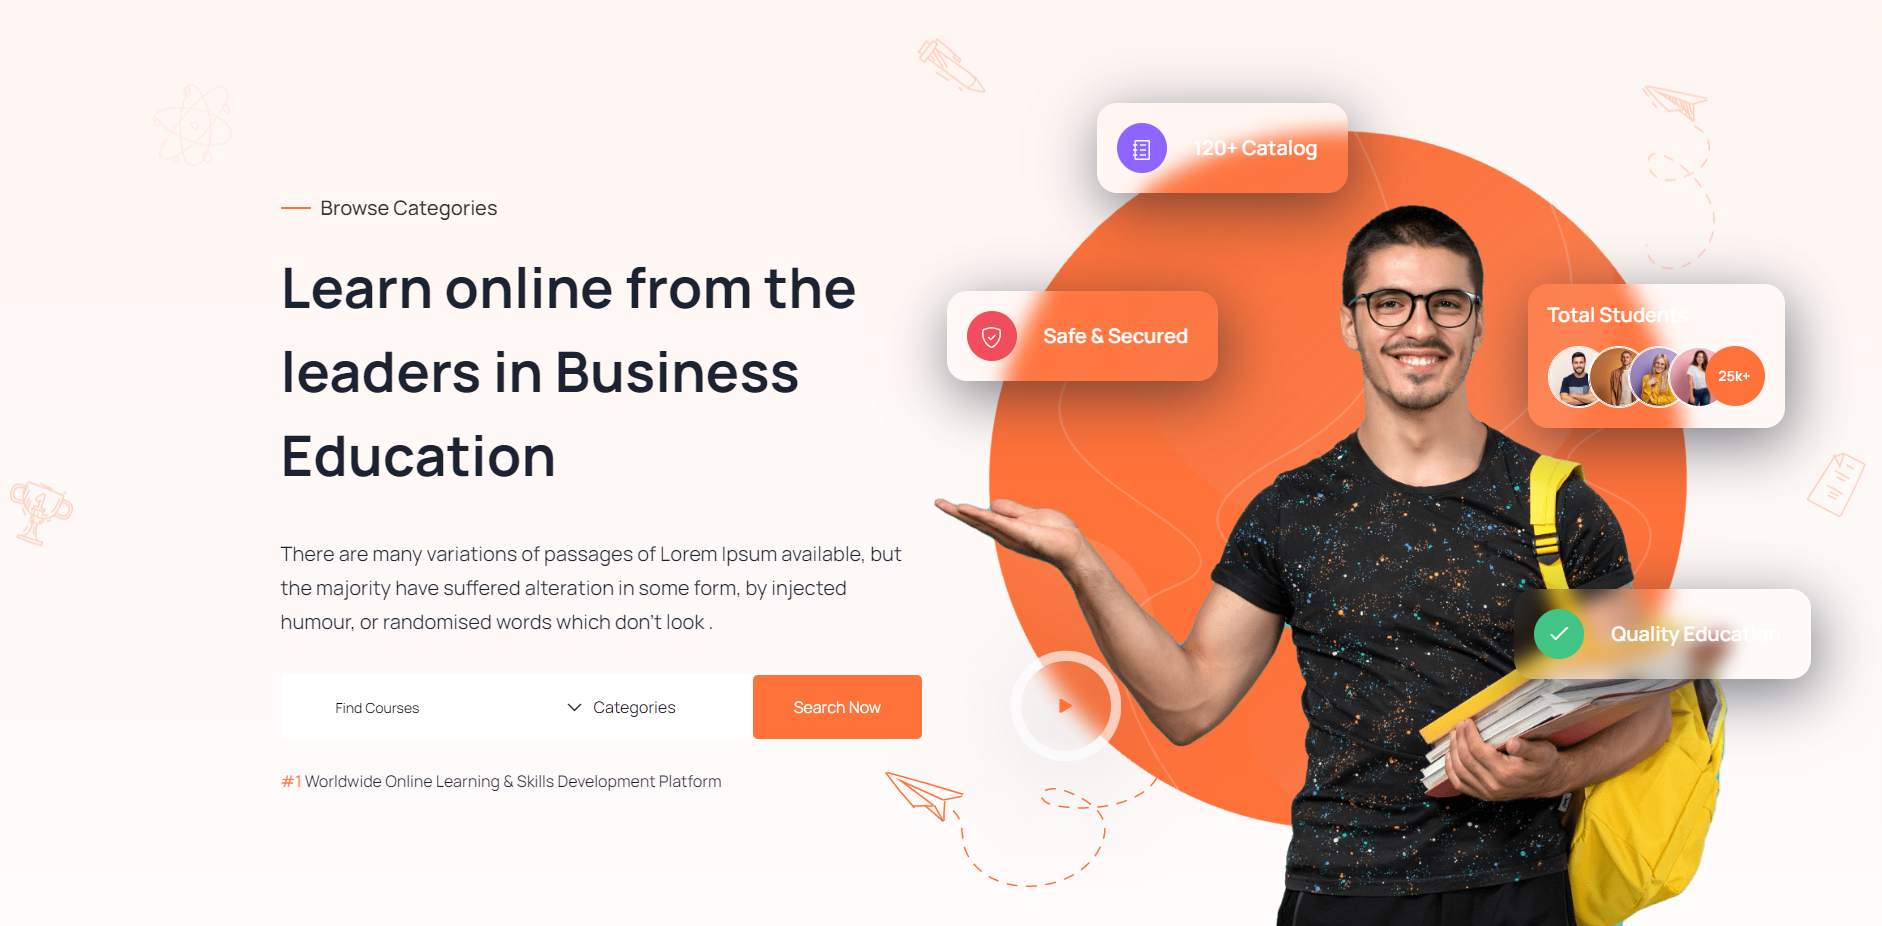 Browse Categories
Learn online from the
leaders in Business
Education
There are many variations of passages of Lorem Ipsum available, but
the majority have suffered alteration in some form, by injected
humour, or randomised words which don't look .
Find Courses
Categories
Search Now
#1 Worldwide Online Learning & Skills Development Platform
120+ Catalog
Safe & Secured
Total Students
25k+
Quality Education